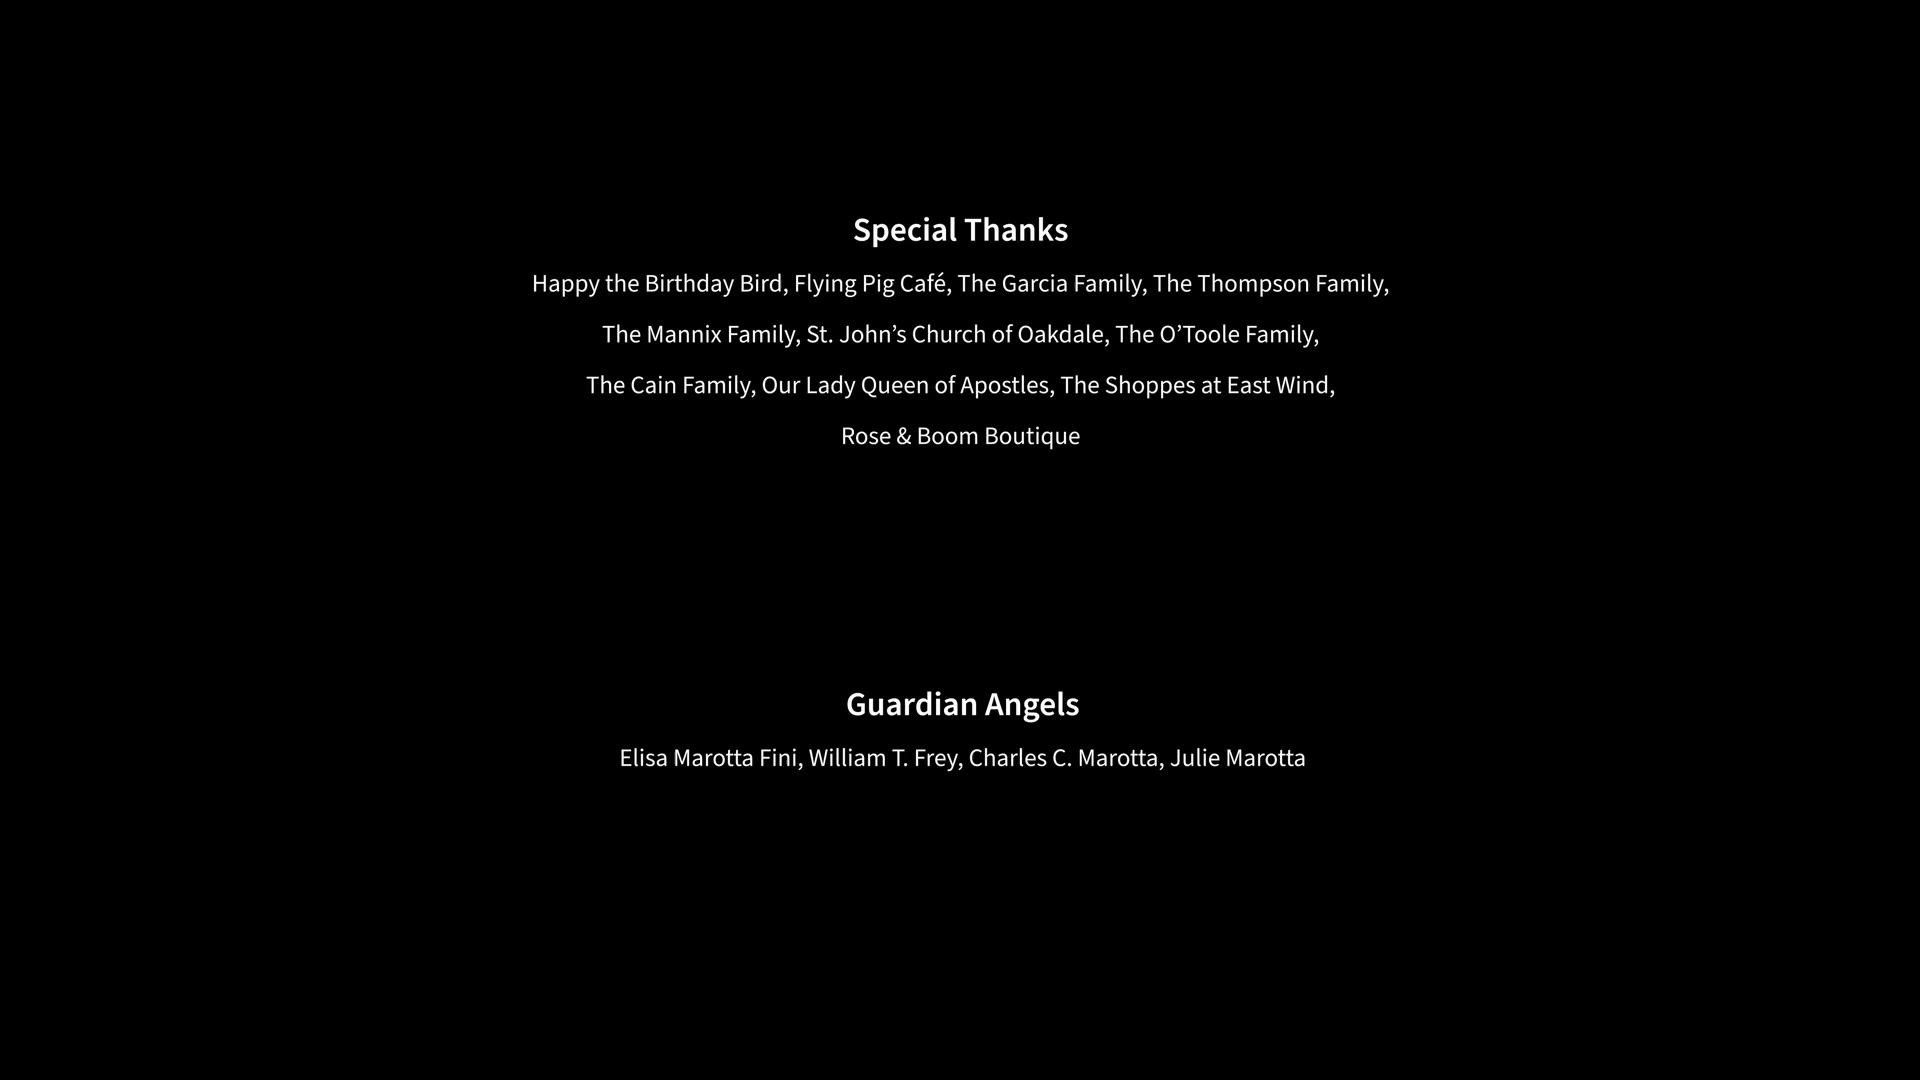 Special Thanks
Happy the Birthday Bird, Flying Pig Café, The Garcia Family, The Thompson Family,
The Mannix Family, St. John’s Church of Oakdale, The O’Toole Family,
The Cain Family, Our Lady Queen of Apostles, The Shoppes at East Wind,
Rose & Boom Boutique
Guardian Angels
Elisa Marotta Fini, William T. Frey, Charles C. Marotta, Julie Marotta